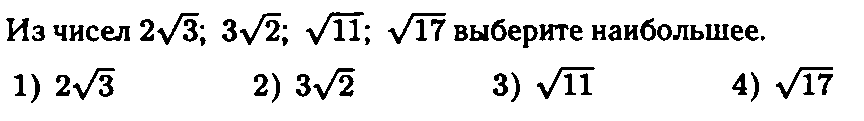 Из чисел 2√3; 3√2; √11; √17 выберите наибольшее.
1) 2√3 2) 3√2 3) √11 4) √17